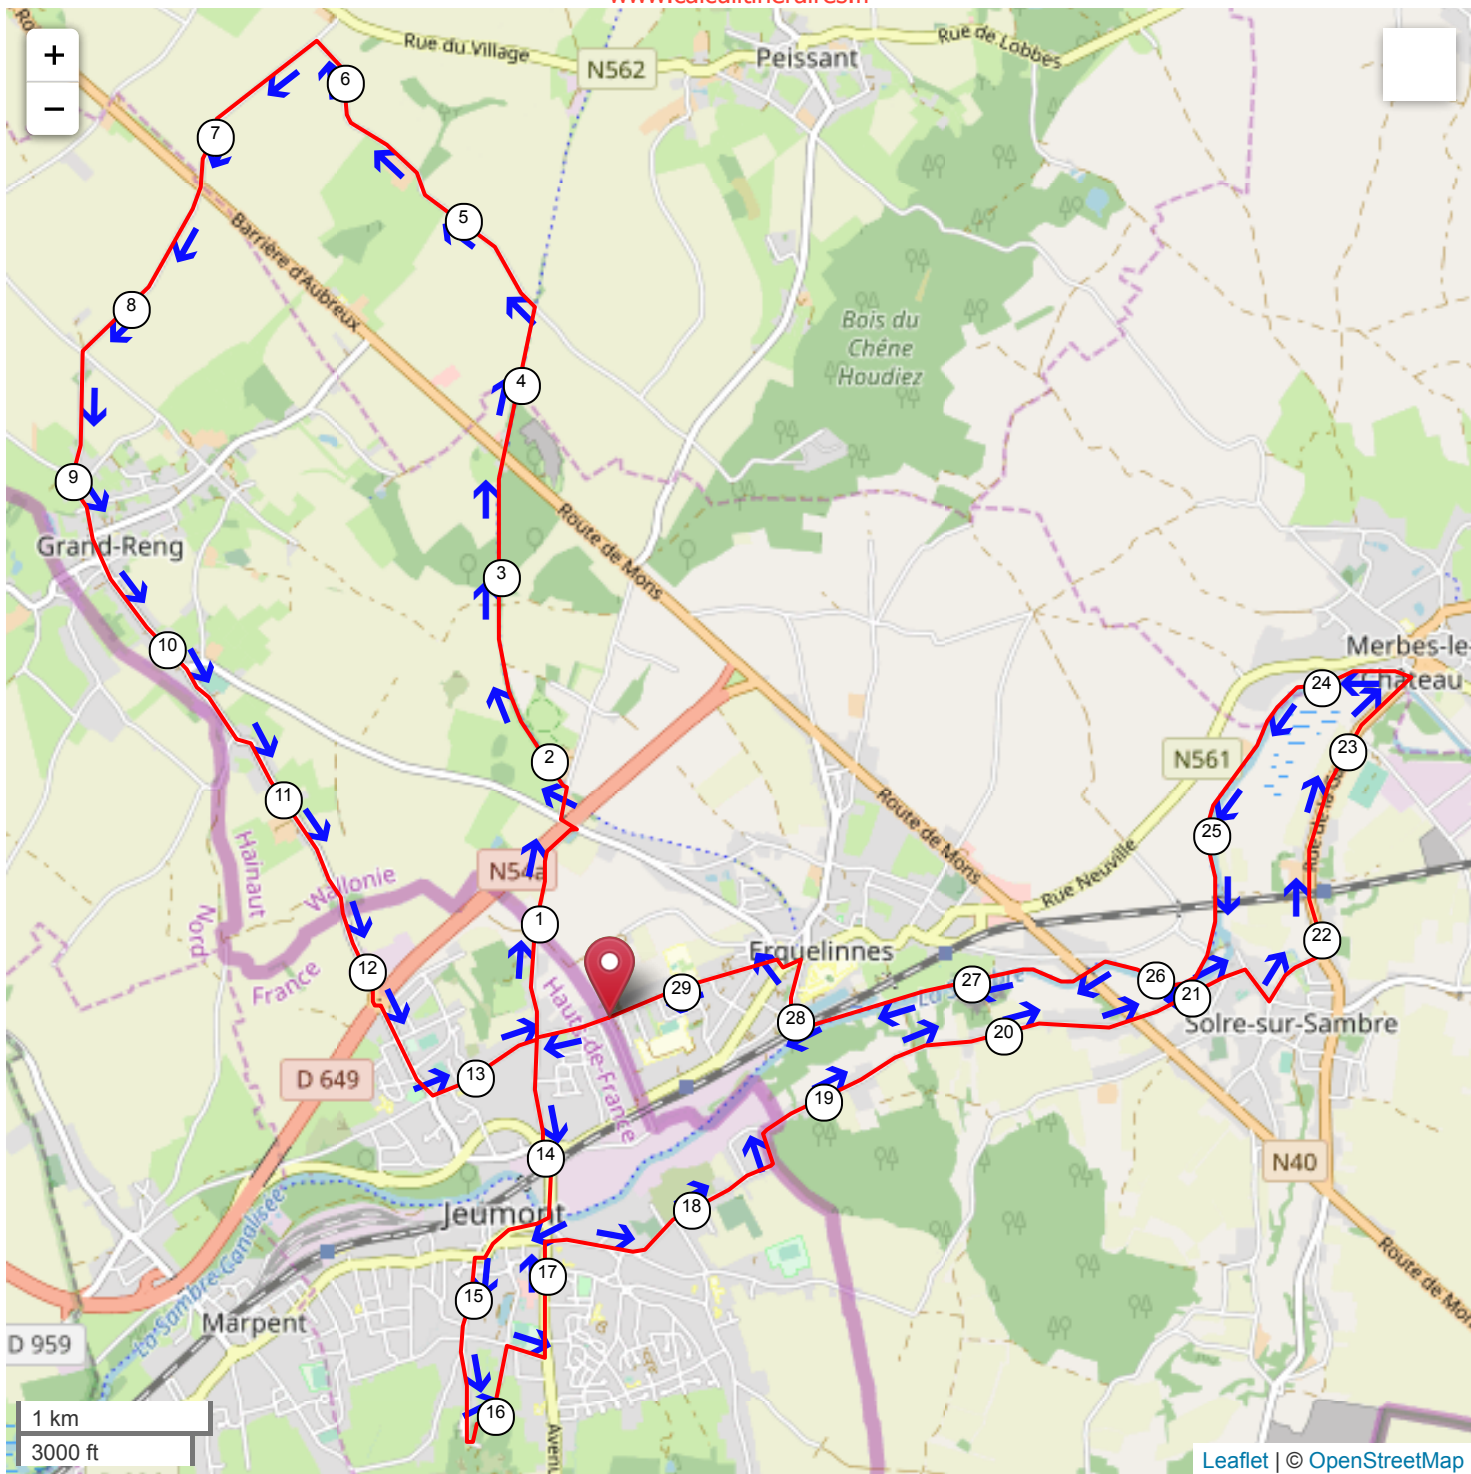 +
−
Rue du Village
N562
Peissant
Rue de Lobbes
6
7
5
Barrière d'Aubreux
8
Bois du
Chêne
Houdiez
4
9
Grand-Reng
Route de Mons
3
10
Merbes-le-
Château
24
2
23
N561
11
Route de Mons
25
Rue Neuville
Hainaut
Wallonie
N54a
Nord
1
22
Erquelinnes
France
12
29
27
26
21
Haut
de-France
28
20
Solre-sur-Sambre
D 649
13
19
14
N40
Jeumont
18
La Sambre Canalisée
17
15
Route de Mon
Marpent
D 959
16
1 km
3000 ft
Leaflet | © OpenStreetMap